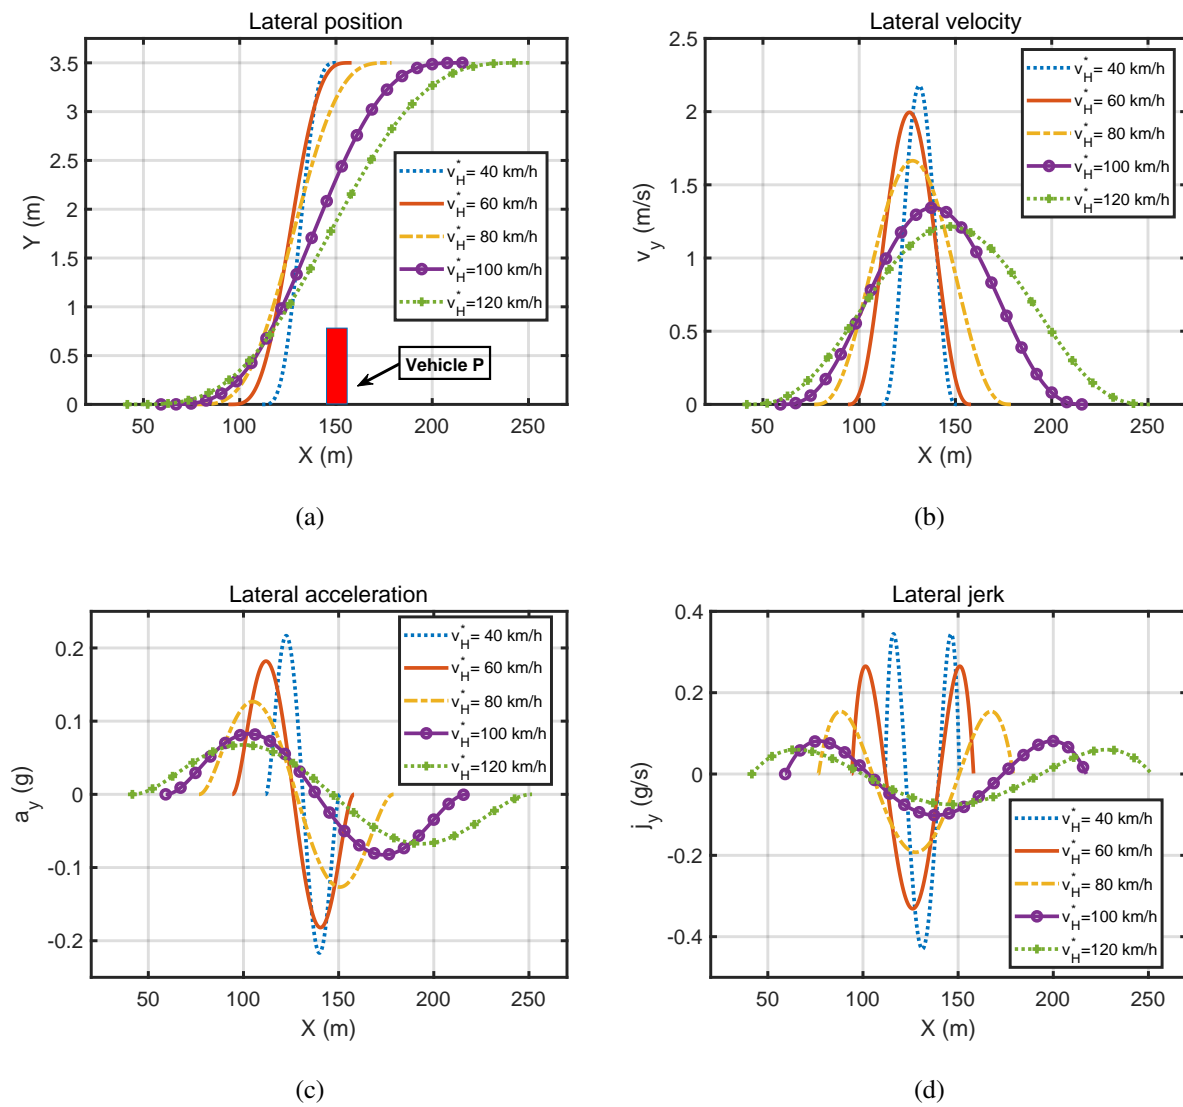 Lateral position
3.5
3
2.5
2
1.5
1
0.5
0
Y (m)
50 100 150 200 250
X (m)
v*H= 40 km/h
v*H= 60 km/h
v*H= 80 km/h
v*H=100 km/h
v*H=120 km/h
Vehicle P
(a)
Lateral velocity
2.5
2
1.5
1
0.5
0
vy (m/s)
50 100 150 200 250
X (m)
v*H= 40 km/h
v*H= 60 km/h
v*H= 80 km/h
v*H=100 km/h
v*H=120 km/h
(b)
Lateral acceleration
0.2
0.1
0
-0.1
-0.2
ay (g)
50 100 150 200 250
X (m)
v*H= 40 km/h
v*H= 60 km/h
v*H= 80 km/h
v*H=100 km/h
v*H=120 km/h
(c)
Lateral jerk
0.4
0.2
0
-0.2
-0.4
jy (g/s)
50 100 150 200 250
X (m)
v*H= 40 km/h
v*H= 60 km/h
v*H= 80 km/h
v*H=100 km/h
v*H=120 km/h
(d)